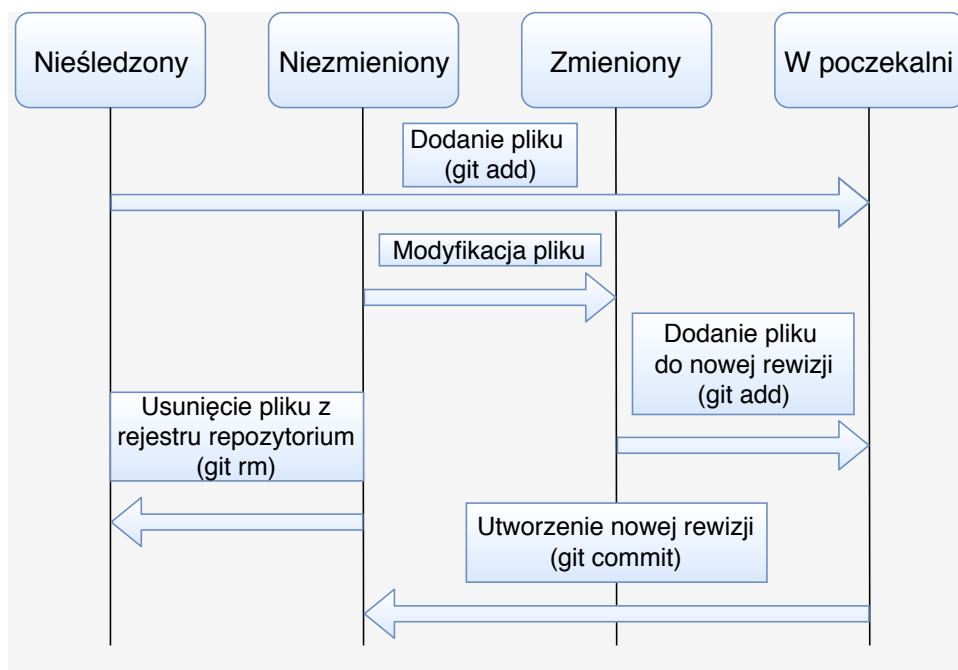 Nieśledzony
Niezmieniony
Zmieniony
W poczekalni
Dodanie pliku
(git add)
Modyfikacja pliku
Dodanie pliku
do nowej rewizji
(git add)
Usunięcie pliku z
rejestru repozytorium
(git rm)
Utworzenie nowej rewizji
(git commit)